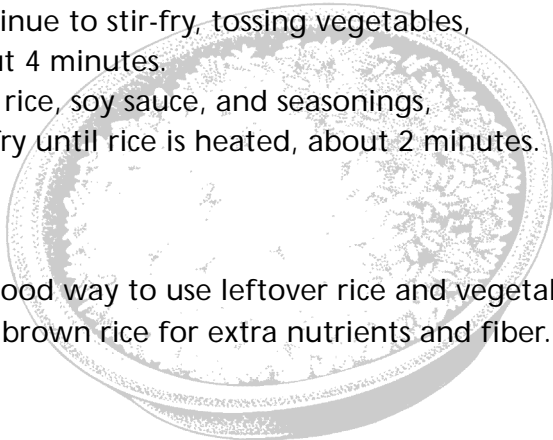 inue to stir-fry, tossing vegetables,
ut 4 minutes.
rice, soy sauce, and seasonings,
ry until rice is heated, about 2 minutes.
ood way to use leftover rice and vegetal
brown rice for extra nutrients and fiber.